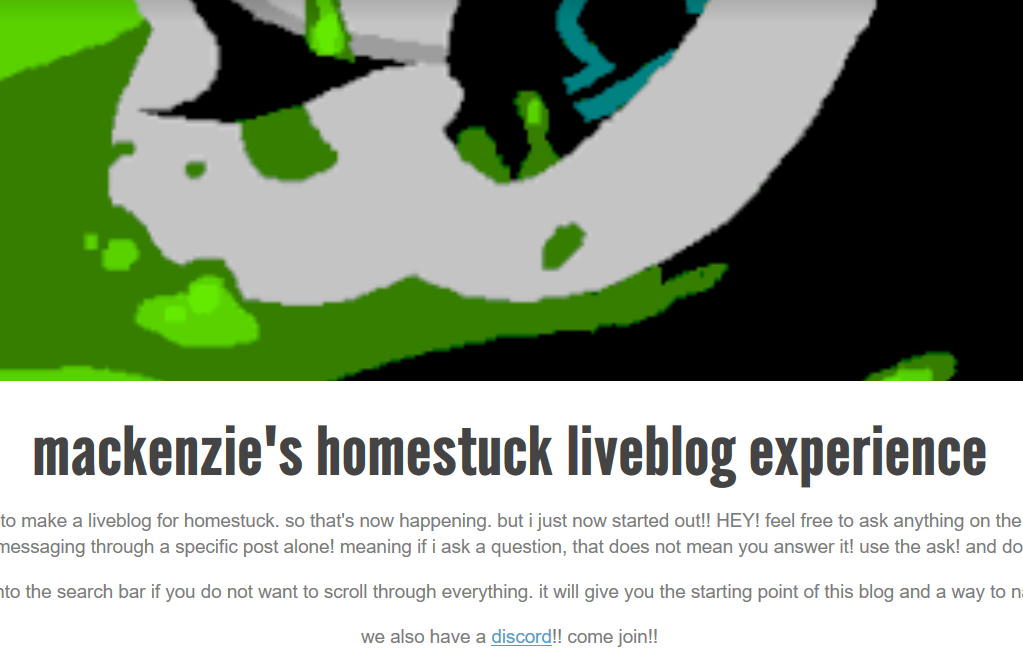 mackenzie's homestuck liveblog experience
to make a liveblog for homestuck. so that's now happening. but i just now started out!! HEY! feel free to ask anything on the
messaging through a specific post alone! meaning if i ask a question, that does not mean you answer it! use the ask! and do
to the search bar if you do not want to scroll through everything. it will give you the starting point of this blog and a way to
we also have a discord!! come join!!